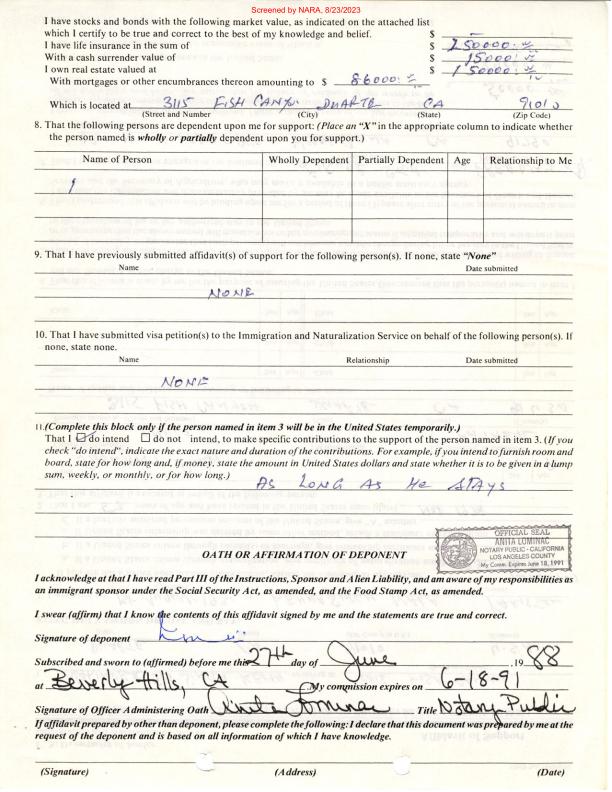 Screened by NARA, 8/23/2023
I have stocks and bonds with the following market value, as indicated on the attached list
which I certify to be true and correct to the best of my knowledge and belief. $ —
I have life insurance in the sum of $ 250000.
With a cash surrender value of $ 15000.
I own real estate valued at $ 150000.
With mortgages or other encumbrances thereon amounting to $ 86000.
Which is located at 3115 FISH CANYN DUARTE CA 91010
(Street and Number) (City) (State) (Zip Code)
8. That the following persons are dependent upon me for support: (Place an "X" in the appropriate column to indicate whether
the person named is wholly or partially dependent upon you for support.)
Name of Person Wholly Dependent Partially Dependent Age Relationship to Me
9. That I have previously submitted affidavit(s) of support for the following person(s). If none, state "None"
Name Date submitted
NONE
10. That I have submitted visa petition(s) to the Immigration and Naturalization Service on behalf of the following person(s). If
none, state none.
Name Relationship Date submitted
NONE
11.(Complete this block only if the person named in item 3 will be in the United States temporarily.)
That I ☑ do intend ☐ do not intend, to make specific contributions to the support of the person named in item 3. (If you
check "do intend", indicate the exact nature and duration of the contributions. For example, if you intend to furnish room and
board, state for how long and, if money, state the amount in United States dollars and state whether it is to be given in a lump
sum, weekly, or monthly, or for how long.)
AS LONG AS He STAYS
OFFICIAL SEAL
ANITA LOMINAC
NOTARY PUBLIC - CALIFORNIA
LOS ANGELES COUNTY
My Comm. Expires June 18, 1991
OATH OR AFFIRMATION OF DEPONENT
I acknowledge at that I have read Part III of the Instructions, Sponsor and Alien Liability, and am aware of my responsibilities as
an immigrant sponsor under the Social Security Act, as amended, and the Food Stamp Act, as amended.
I swear (affirm) that I know the contents of this affidavit signed by me and the statements are true and correct.
Signature of deponent
Subscribed and sworn to (affirmed) before me this 27th day of June ,19 88
at Beverly Hills, CA My commission expires on 6-18-91
Signature of Officer Administering Oath Anita Lominac Title Notary Public
If affidavit prepared by other than deponent, please complete the following: I declare that this document was prepared by me at the
request of the deponent and is based on all information of which I have knowledge.
(Signature) (Address) (Date)